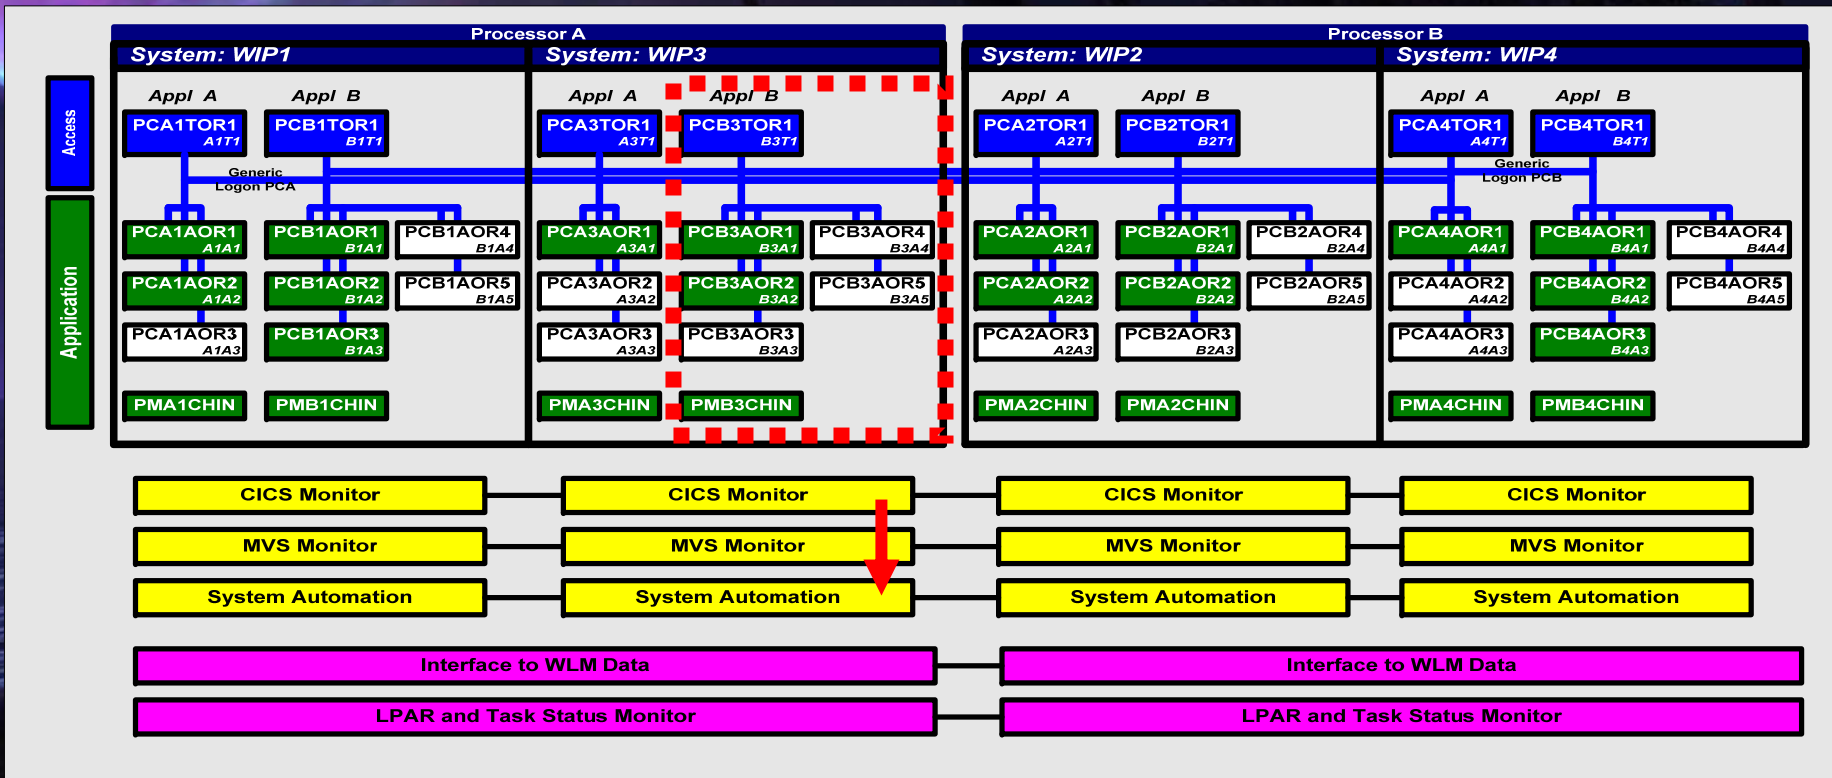 Processor A
Processor B
System: WIP1
System: WIP3
System: WIP2
System: WIP4
Access
Application
Appl A
Appl B
Appl A
Appl B
Appl A
Appl B
Appl A
Appl B
PCA1TOR1
A1T1
PCB1TOR1
B1T1
PCA3TOR1
A3T1
PCB3TOR1
B3T1
PCA2TOR1
A2T1
PCB2TOR1
B2T1
PCA4TOR1
A4T1
PCB4TOR1
B4T1
Generic
Logon PCA
Generic
Logon PCB
PCA1AOR1
A1A1
PCB1AOR1
B1A1
PCB1AOR4
B1A4
PCA3AOR1
A3A1
PCB3AOR1
B3A1
PCB3AOR4
B3A4
PCA2AOR1
A2A1
PCB2AOR1
B2A1
PCB2AOR4
B2A4
PCA4AOR1
A4A1
PCB4AOR1
B4A1
PCB4AOR4
B4A4
PCA1AOR2
A1A2
PCB1AOR2
B1A2
PCB1AOR5
B1A5
PCA3AOR2
A3A2
PCB3AOR2
B3A2
PCB3AOR5
B3A5
PCA2AOR2
A2A2
PCB2AOR2
B2A2
PCB2AOR5
B2A5
PCA4AOR2
A4A2
PCB4AOR2
B4A2
PCB4AOR5
B4A5
PCA1AOR3
A1A3
PCB1AOR3
B1A3
PCA3AOR3
A3A3
PCB3AOR3
B3A3
PCA2AOR3
A2A3
PCB2AOR3
B2A3
PCA4AOR3
A4A3
PCB4AOR3
B4A3
PMA1CHIN
PMB1CHIN
PMA3CHIN
PMB3CHIN
PMA2CHIN
PMA2CHIN
PMA4CHIN
PMB4CHIN
CICS Monitor
CICS Monitor
CICS Monitor
CICS Monitor
MVS Monitor
MVS Monitor
MVS Monitor
MVS Monitor
System Automation
System Automation
System Automation
System Automation
Interface to WLM Data
Interface to WLM Data
LPAR and Task Status Monitor
LPAR and Task Status Monitor